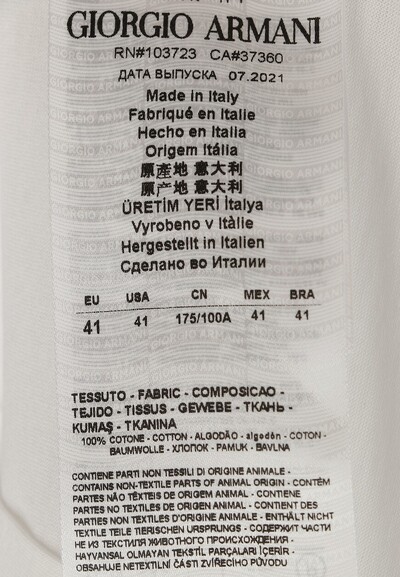 GIORGIO ARMANI
RN#103723 CA#37360
ДАТА ВЫПУСКА 07.2021
Made in Italy
Fabriqué en Italie
Hecho en Italia
Origem Itália
原產地 意大利
原产地 意大利
ÜRETİM YERİ İtalya
Vyrobeno v Itàlie
Hergestellt in Italien
Сделано во Италии
EU USA CN MEX BRA
41 41 175/100A 41 41
TESSUTO - FABRIC - COMPOSICAO -
TEJIDO - TISSUS - GEWEBE - ТКАНЬ -
KUMAŞ - TKANINA
100% COTONE - COTTON - ALGODÃO - algodón - COTON -
BAUMWOLLE - ХЛОПОК - PAMUK - BAVLNA
CONTIENE PARTI NON TESSILI DI ORIGINE ANIMALE -
CONTAINS NON-TEXTILE PARTS OF ANIMAL ORIGIN - CONTÉM
PARTES NÃO TÊXTEIS DE ORIGEM ANIMAL - CONTIENE
PARTES NO TEXTILES DE ORIGEN ANIMAL - CONTIENT DES
PARTIES NON TEXTILES D'ORIGINE ANIMALE - ENTHÄLT NICHT
TEXTILE TEILE TIERISCHEN URSPRUNGS - СОДЕРЖИТ ЧАСТИ
НЕ ИЗ ТЕКСТИЛЯ ЖИВОТНОГО ПРОИСХОЖДЕНИЯ -
HAYVANSAL OLMAYAN TEKSTİL PARÇALARI İÇERİR -
OBSAHUJE NETEXTILNÍ ČÁSTI ZVÍŘECÍHO PŮVODU